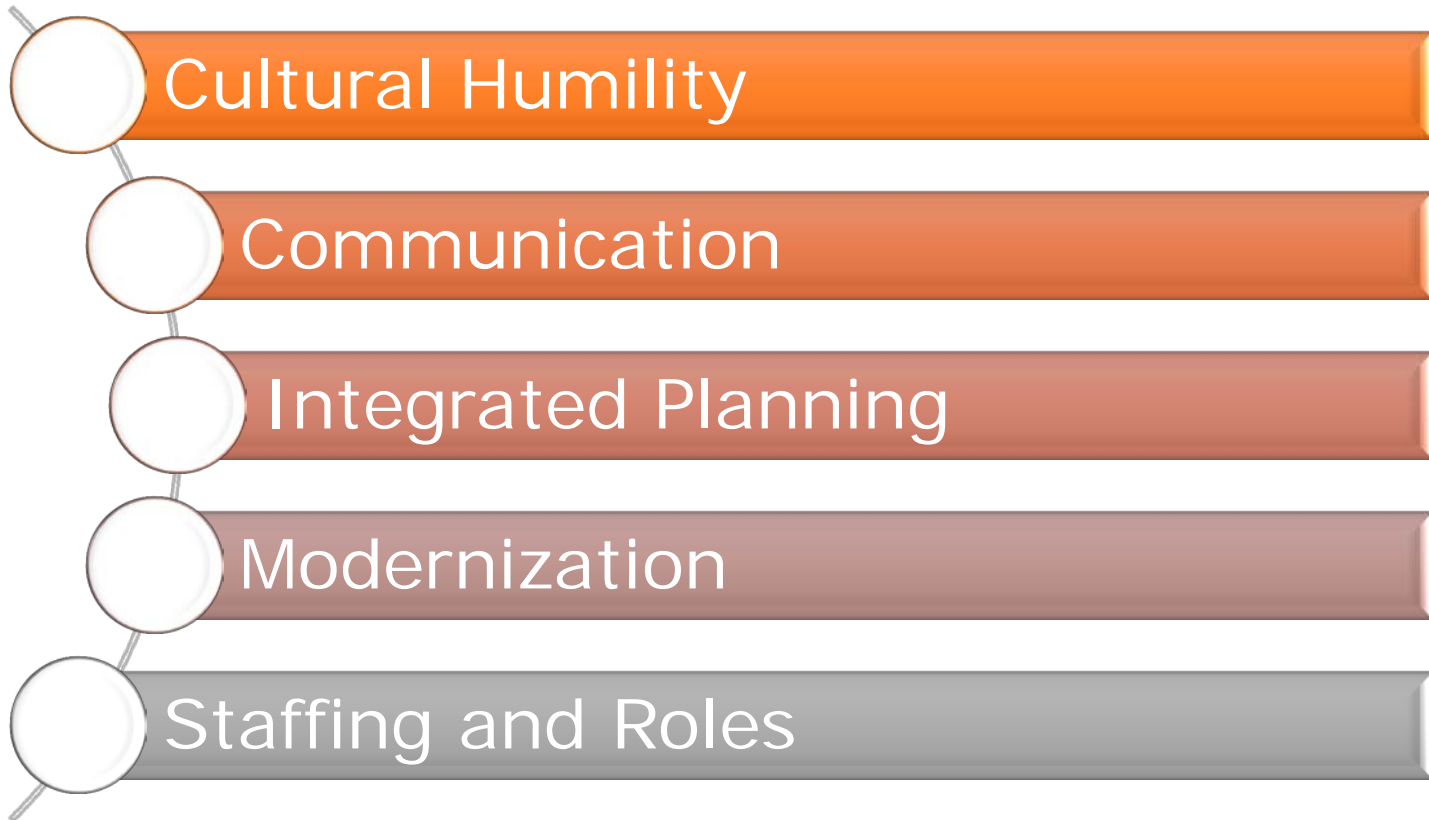 Cultural Humility
Communication
Integrated Planning
Modernization
Staffing and Roles